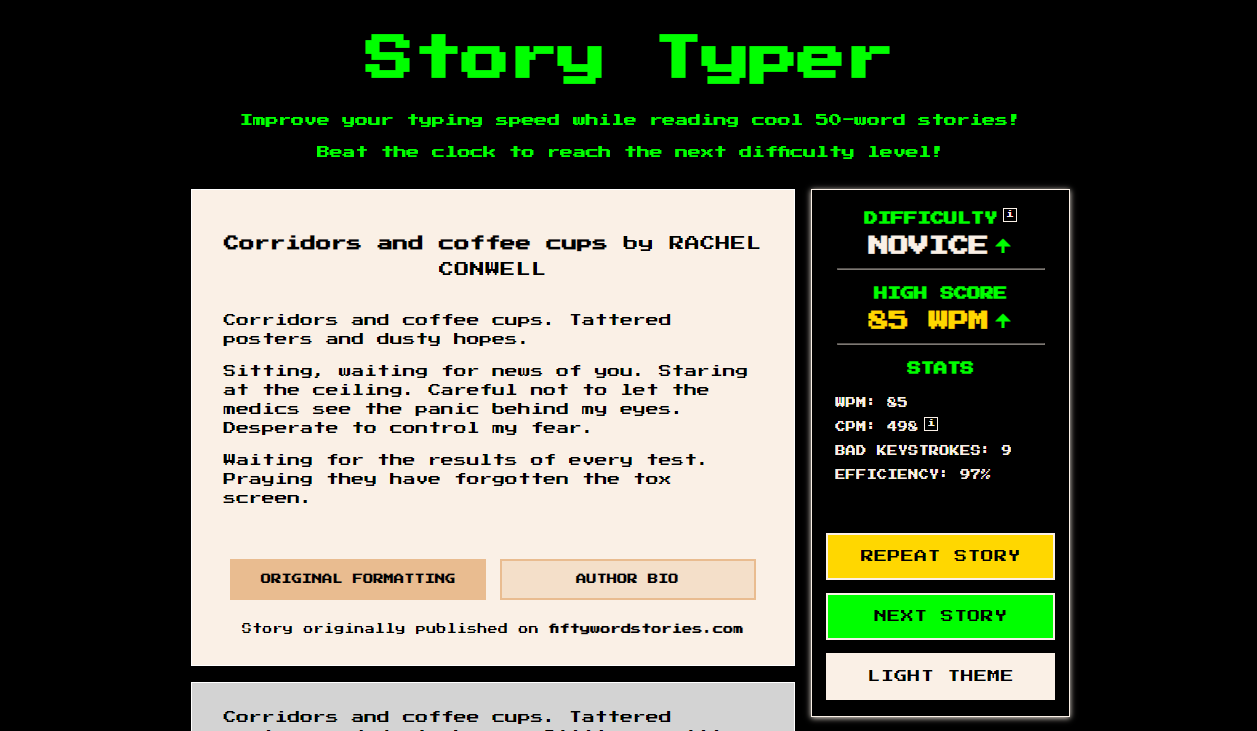 Story Typer
Improve your typing speed while reading cool 50-word stories!
Beat the clock to reach the next difficulty level!
Corridors and coffee cups by RACHEL
CONWELL
Corridors and coffee cups. Tattered
posters and dusty hopes.
Sitting, waiting for news of you. Staring
at the ceiling. Careful not to let the
medics see the panic behind my eyes.
Desperate to control my fear.
Waiting for the results of every test.
Praying they have forgotten the tox
screen.
ORIGINAL FORMATTING
AUTHOR BIO
Story originally published on fiftywordstories.com
Corridors and coffee cups. Tattered
DIFFICULTY i
NOVICE ↑
HIGH SCORE
85 WPM ↑
STATS
WPM: 85
CPM: 498 i
BAD KEYSTROKES: 9
EFFICIENCY: 97%
REPEAT STORY
NEXT STORY
LIGHT THEME